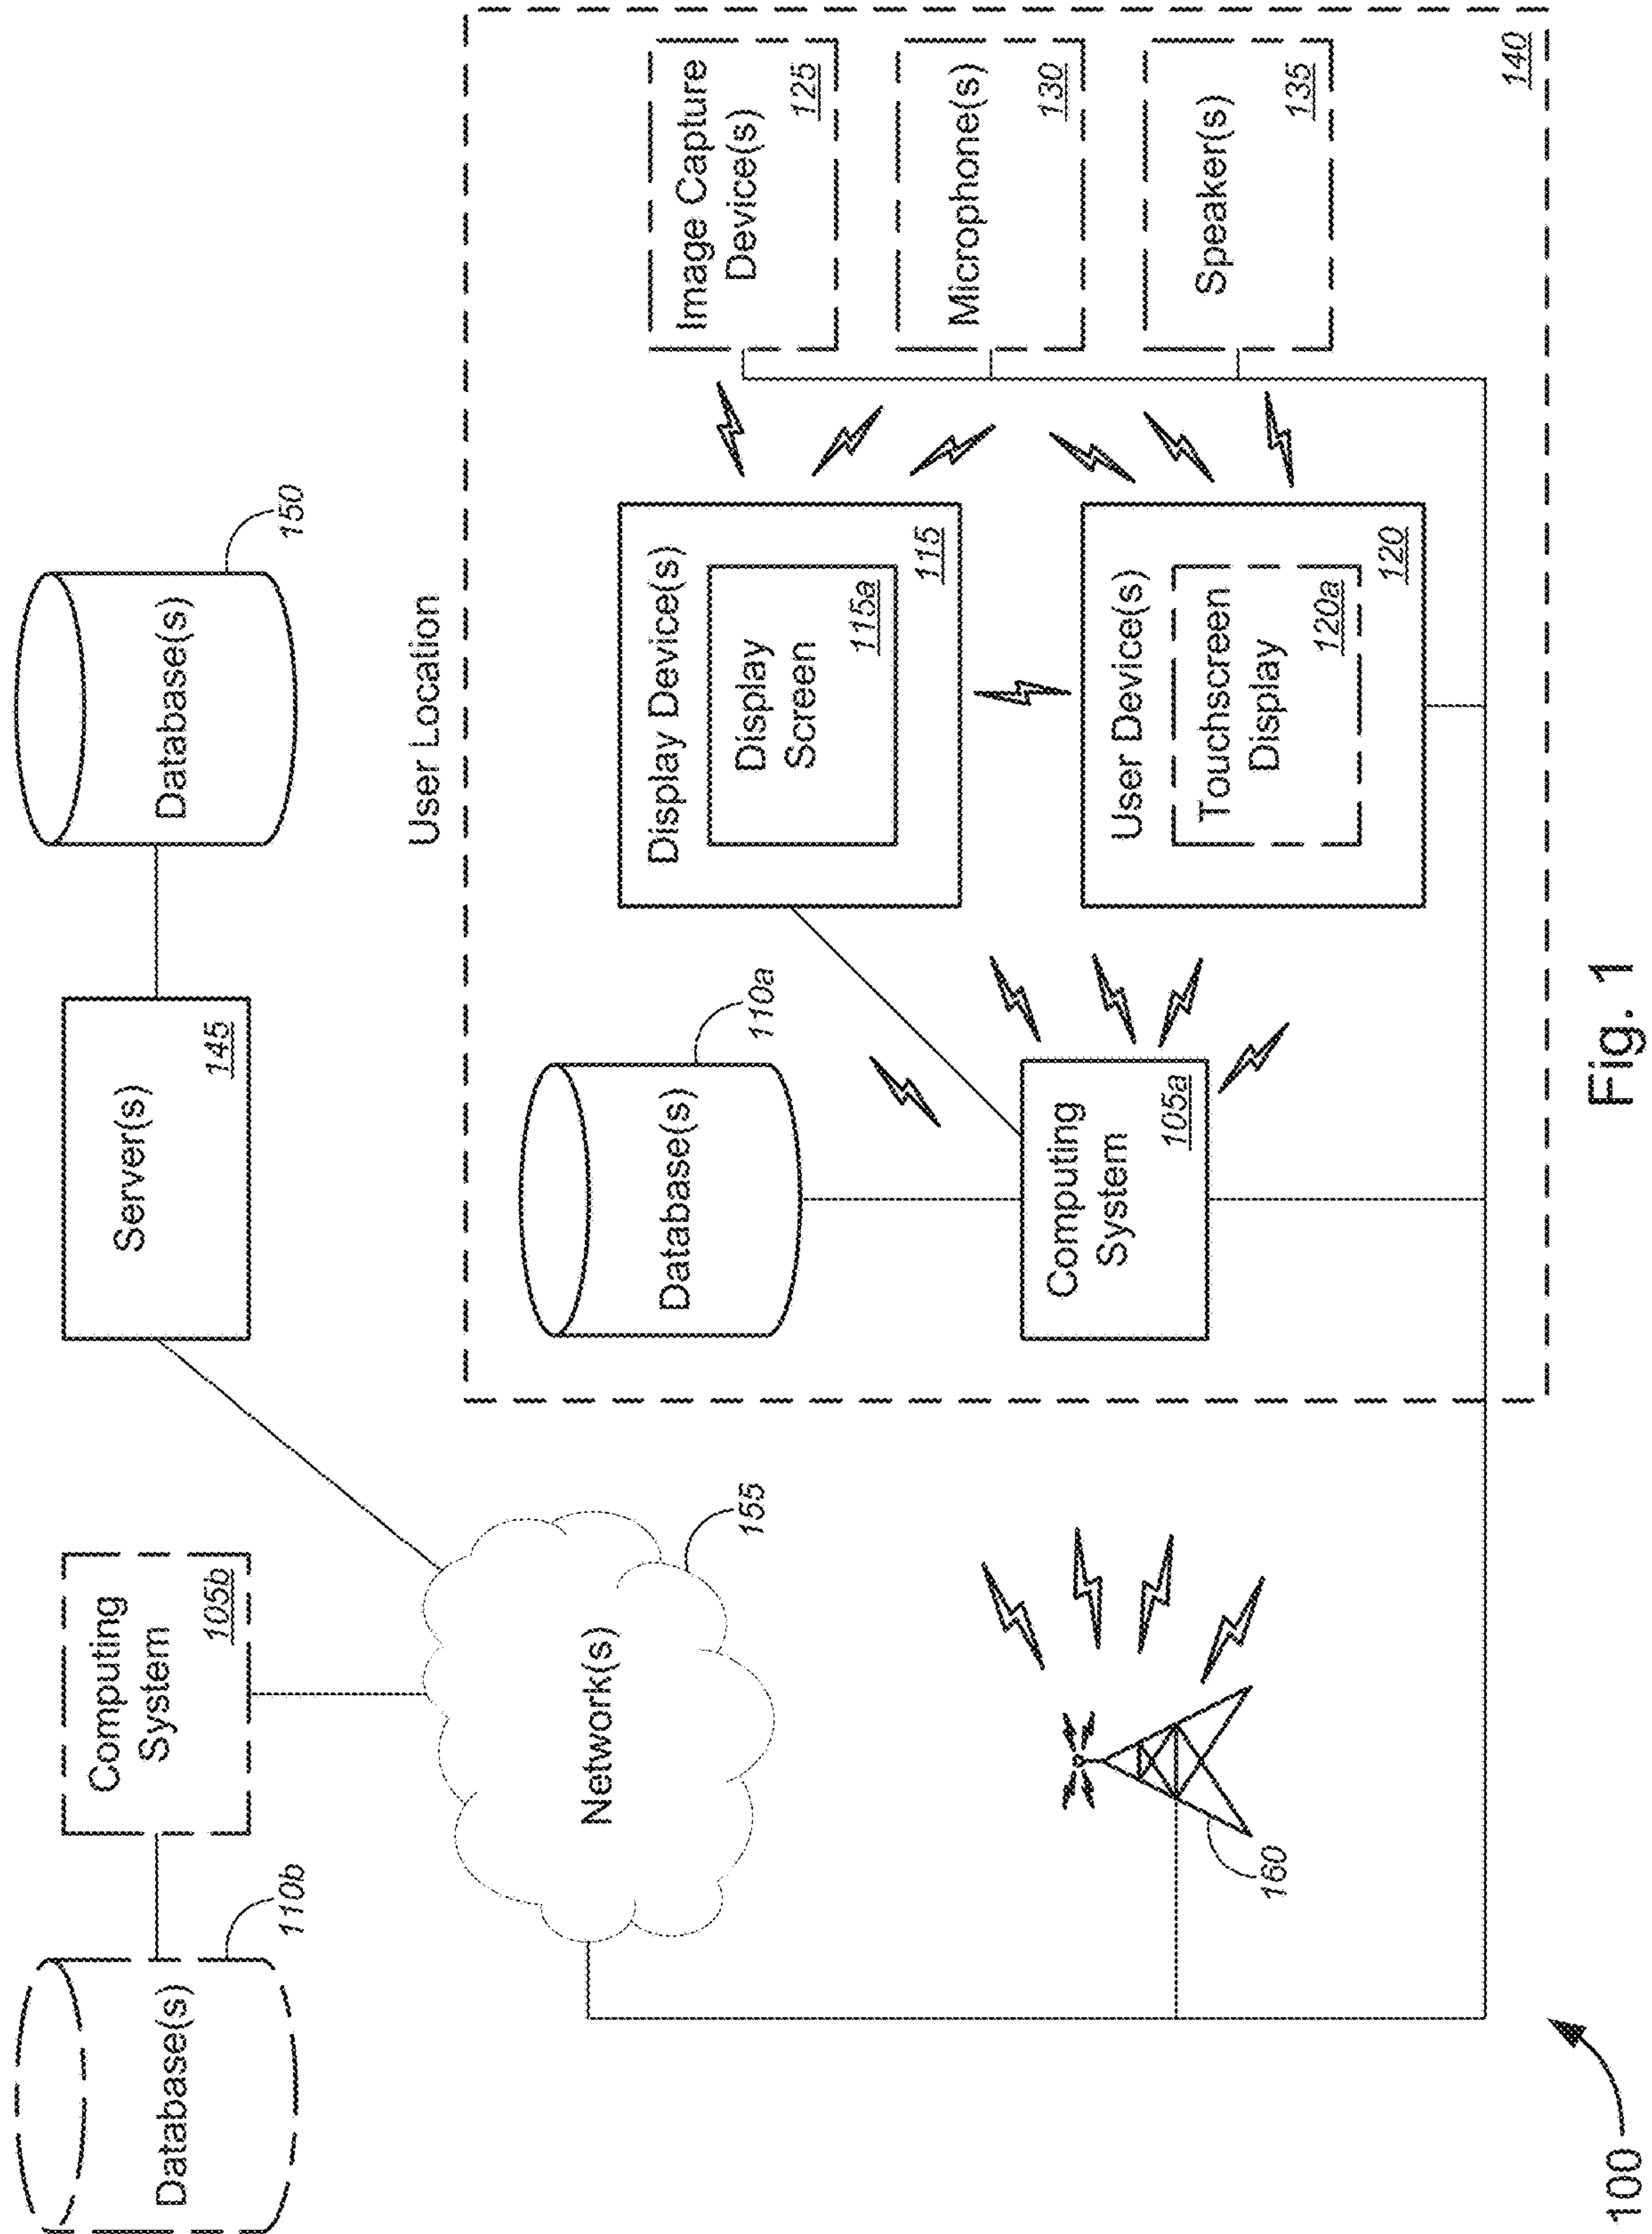 Database(s)
110b
Computing
System
105b
Server(s)
145
Database(s)
150
Network(s)
155
160
User Location
Database(s)
110a
Computing
System
105a
Display Device(s)
Display
Screen
115a
115
User Device(s)
Touchscreen
Display
120a
120
Image Capture
Device(s)
125
Microphone(s)
130
Speaker(s)
135
140
100
Fig. 1